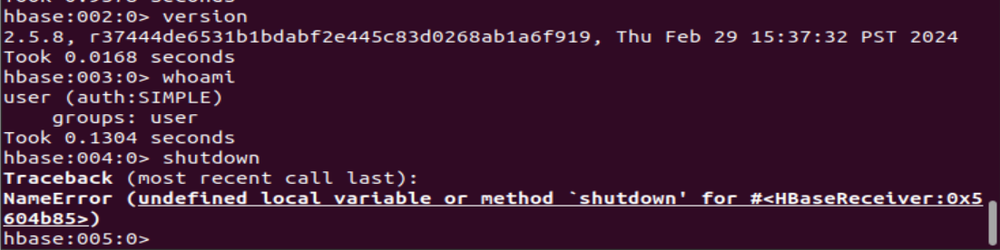 hbase:002:0> version
2.5.8, r37444de6531b1bdabf2e445c83d0268ab1a6f919, Thu Feb 29 15:37:32 PST 2024
Took 0.0168 seconds
hbase:003:0> whoami
user (auth:SIMPLE)
    groups: user
Took 0.1304 seconds
hbase:004:0> shutdown
Traceback (most recent call last):
NameError (undefined local variable or method `shutdown' for #<HBaseReceiver:0x5
604b85>)
hbase:005:0>